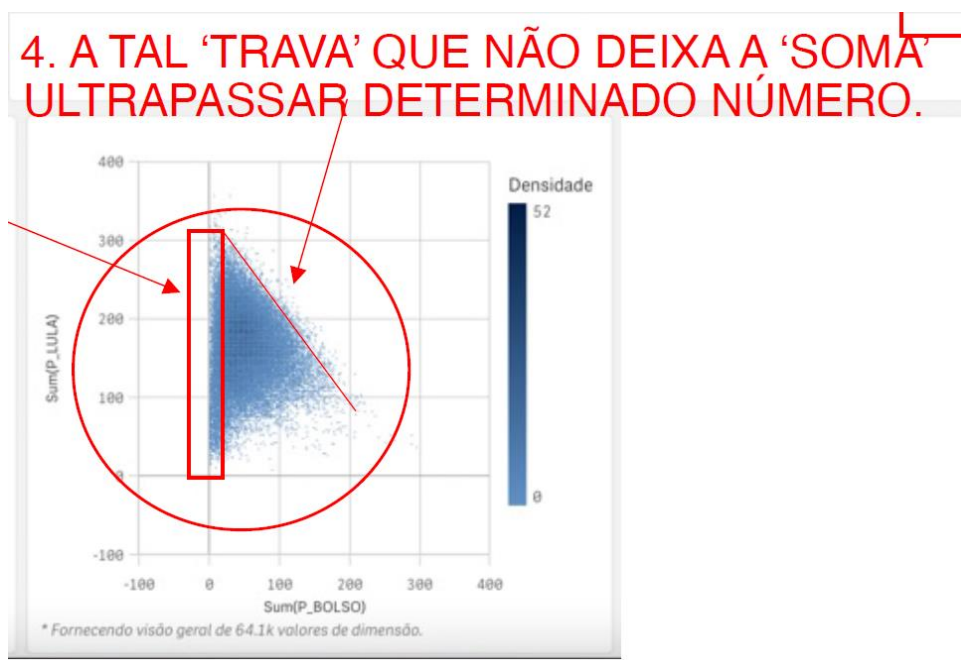 4. A TAL ‘TRAVA’ QUE NÃO DEIXA A ‘SOMA’
ULTRAPASSAR DETERMINADO NÚMERO.
400
300
200
100
0
-100
Sum(P_LULA)
-100 0 100 200 300 400
Sum(P_BOLSO)
Densidade
52
0
* Fornecendo visão geral de 64.1k valores de dimensão.